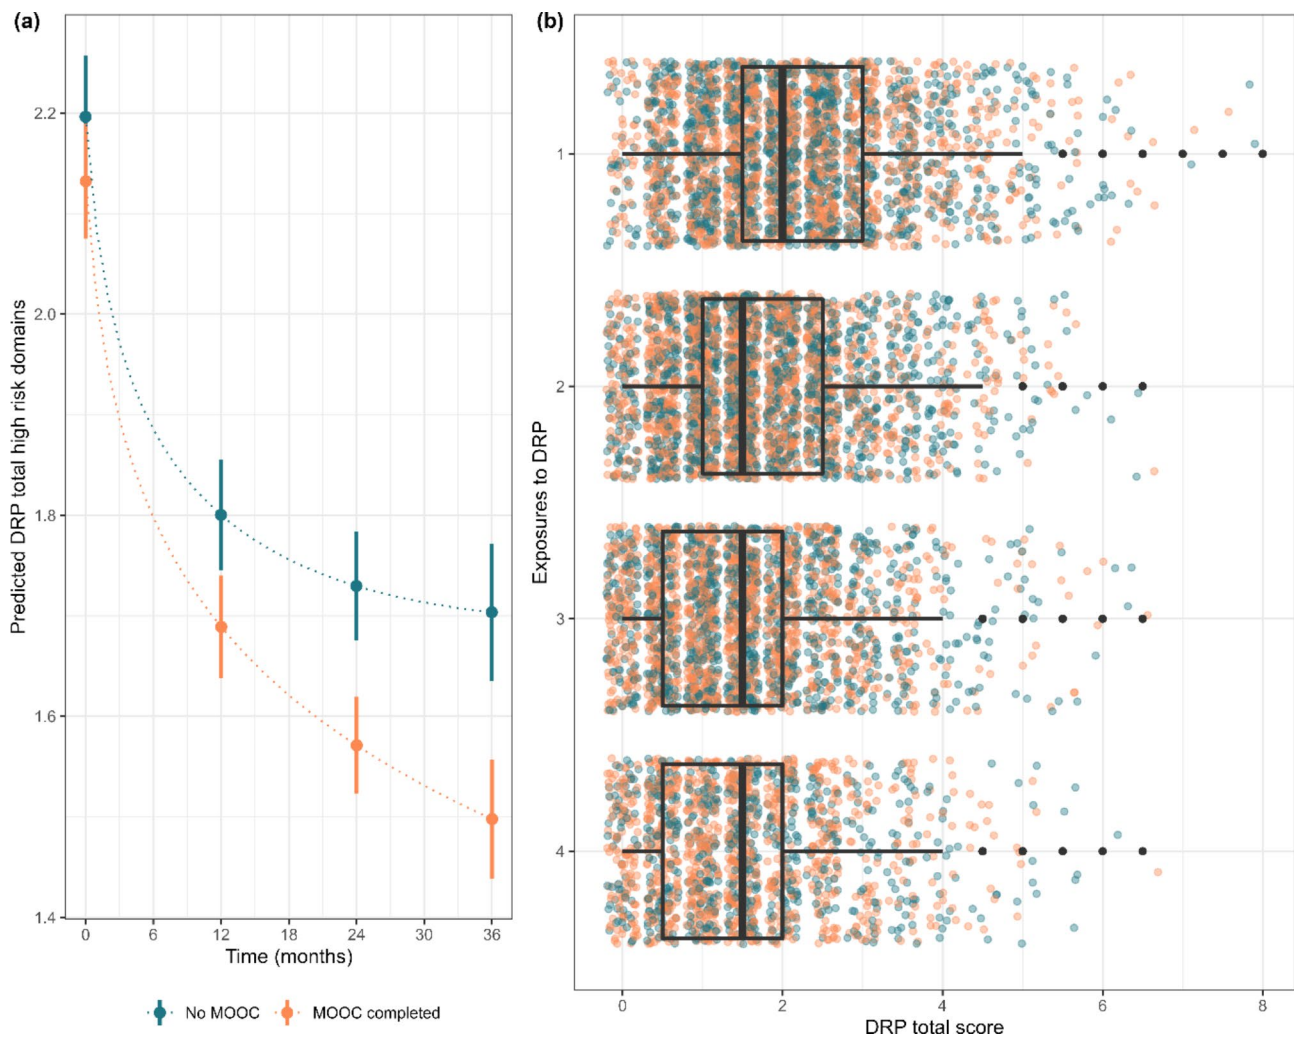 (a)
Predicted DRP total high risk domains
2.2
2.0
1.8
1.6
1.4
0 6 12 18 24 30 36
Time (months)
No MOOC MOOC completed
(b)
Exposures to DRP
1
2
3
4
0 2 4 6 8
DRP total score